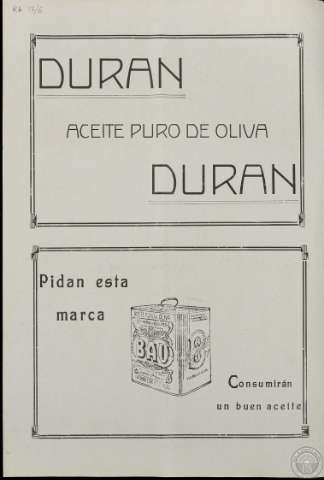 DURAN
ACEITE PURO DE OLIVA
DURAN
Pidan esta
marca
BAU
Consumirán
un buen aceite